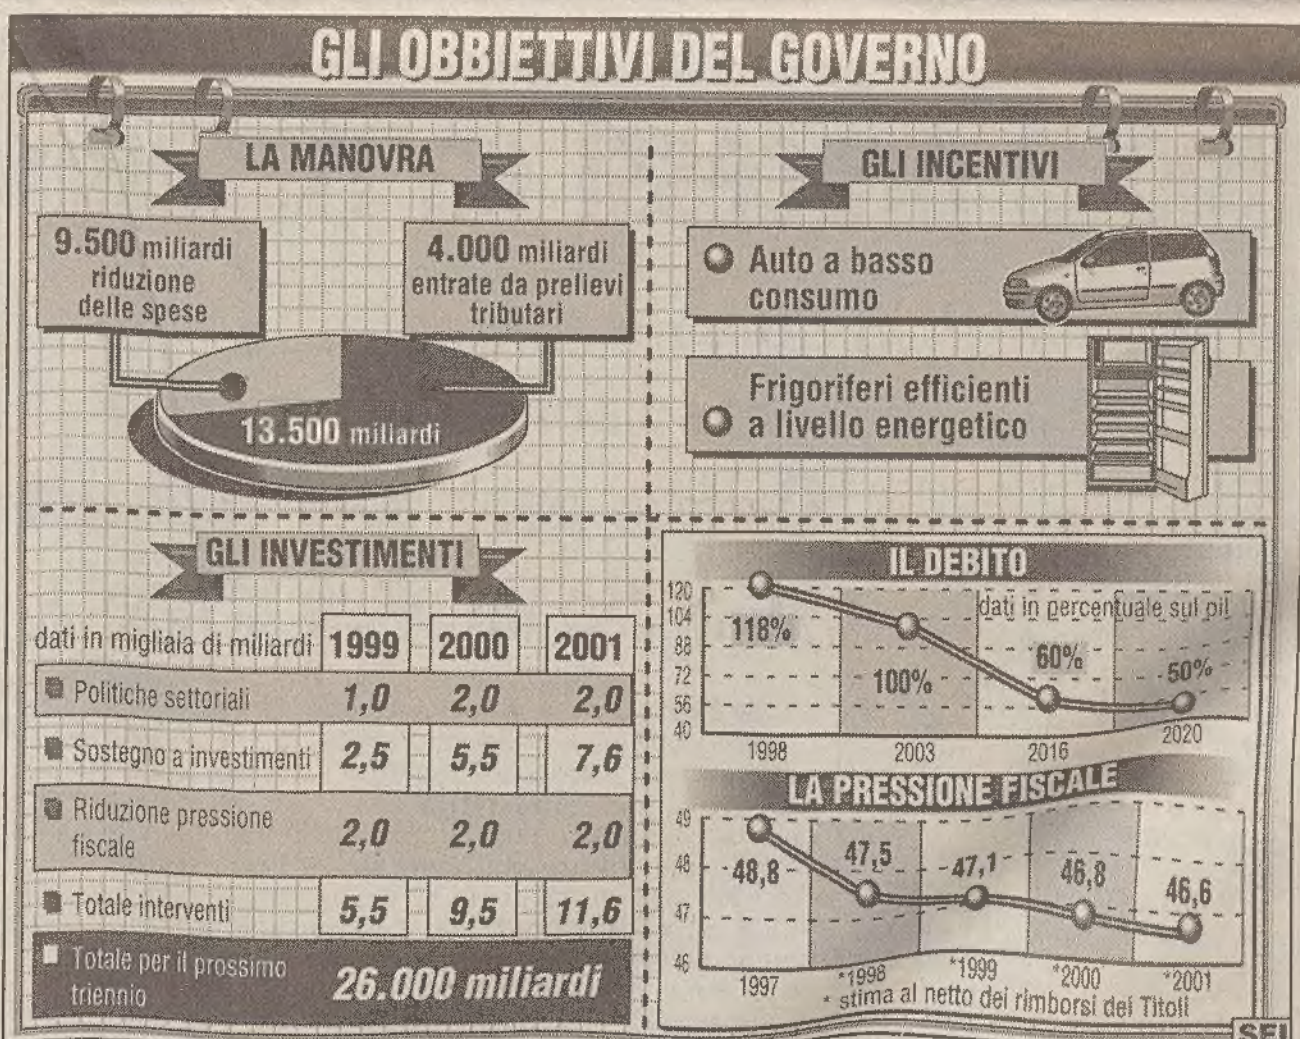 GLI OBBIETTIVI DEL GOVERNO
LA MANOVRA
9.500 miliardi
riduzione
delle spese
4.000 miliardi
entrate da prelievi
tributari
13.500 miliardi
GLI INCENTIVI
Auto a basso
consumo
Frigoriferi efficienti
a livello energetico
GLI INVESTIMENTI
dati in migliaia di miliardi 1999 2000 2001
Politiche settoriali 1,0 2,0 2,0
Sostegno a investimenti 2,5 5,5 7,6
Riduzione pressione
fiscale 2,0 2,0 2,0
Totale interventi 5,5 9,5 11,6
Totale per il prossimo
triennio 26.000 miliardi
IL DEBITO
dati in percentuale sul pil
120
104
88
72
56
40
118%
100%
60%
50%
1998 2003 2016 2020
LA PRESSIONE FISCALE
49
48
47
46
48,8
47,5
47,1
46,8
46,6
1997 *1998 *1999 *2000 *2001
* stima al netto dei rimborsi dei Titoli
SEI